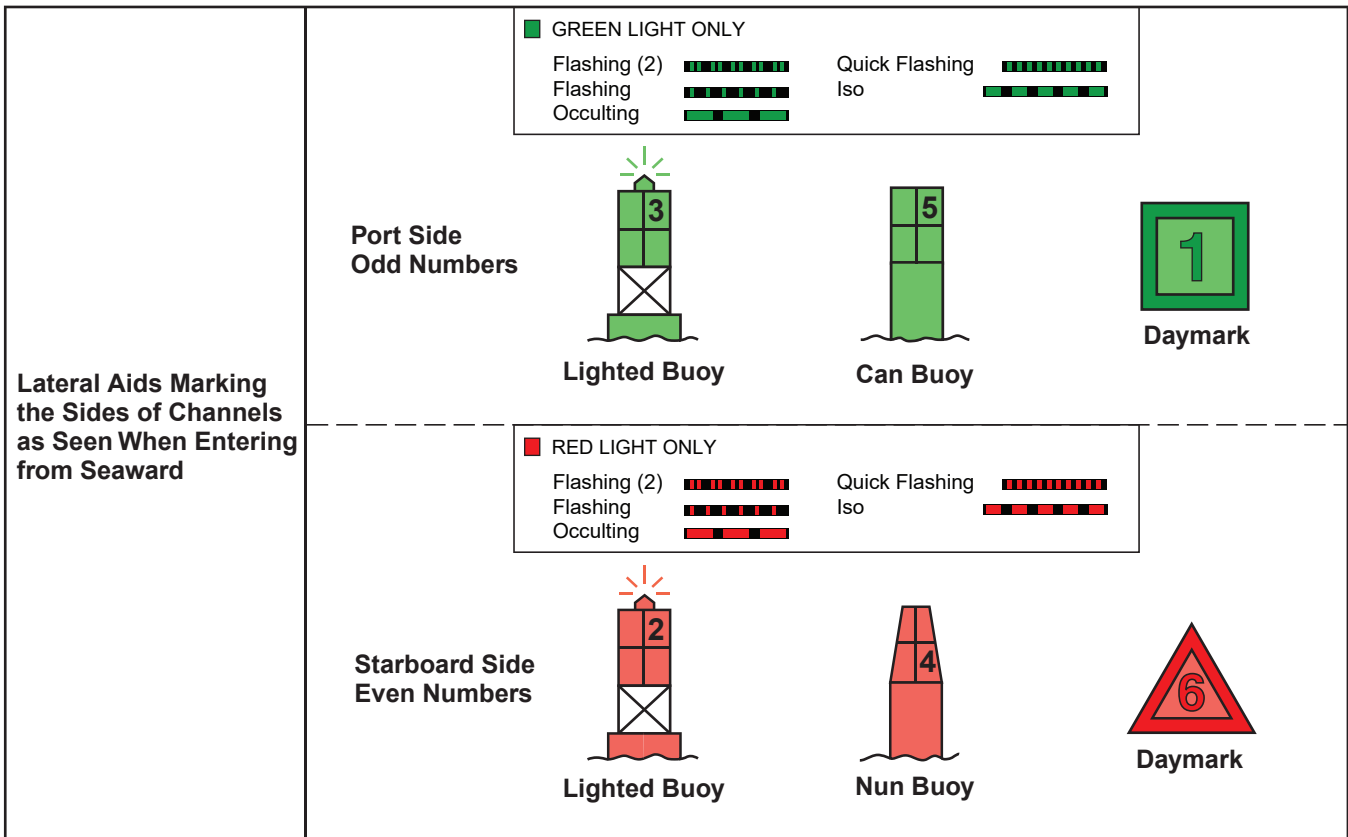 GREEN LIGHT ONLY
Flashing (2)
Quick Flashing
Flashing
Iso
Occulting
Port Side
Odd Numbers
3
5
1
Lighted Buoy
Can Buoy
Daymark
Lateral Aids Marking
the Sides of Channels
as Seen When Entering
from Seaward
RED LIGHT ONLY
Flashing (2)
Quick Flashing
Flashing
Iso
Occulting
Starboard Side
Even Numbers
2
4
6
Lighted Buoy
Nun Buoy
Daymark